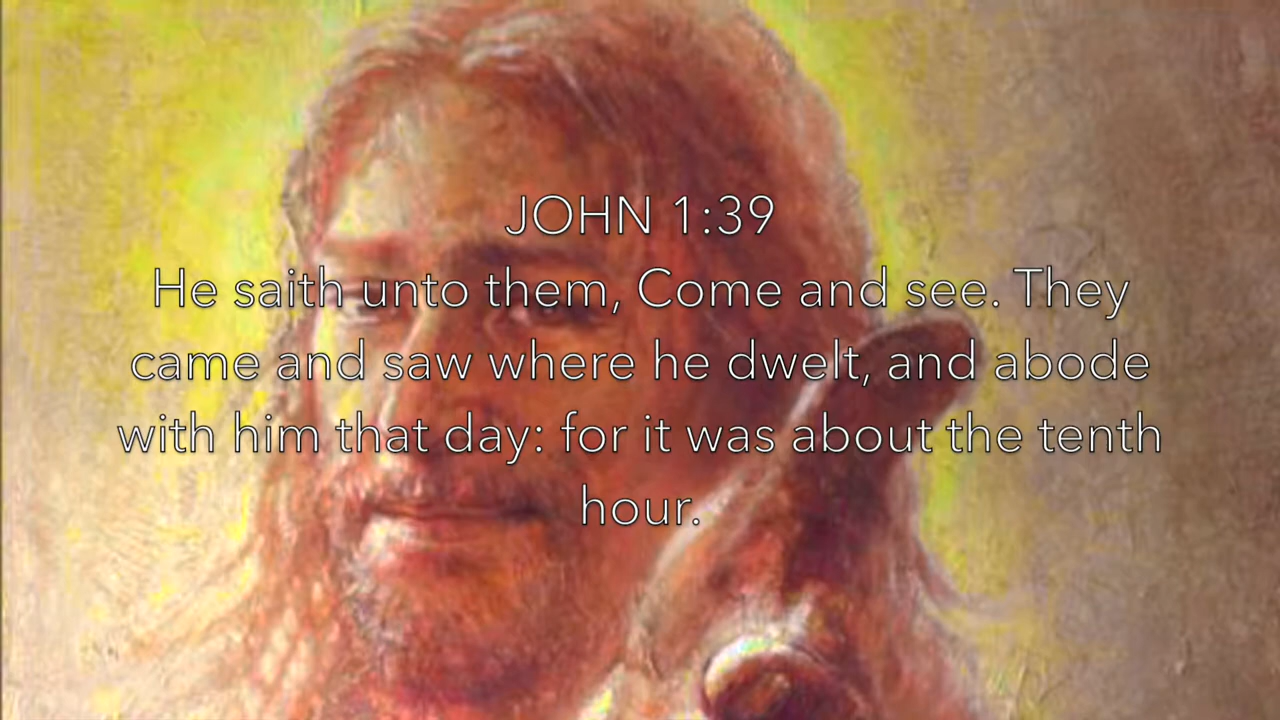 JOHN 1:39
He saith unto them, Come and see. They
came and saw where he dwelt, and abode
with him that day: for it was about the tenth
hour.